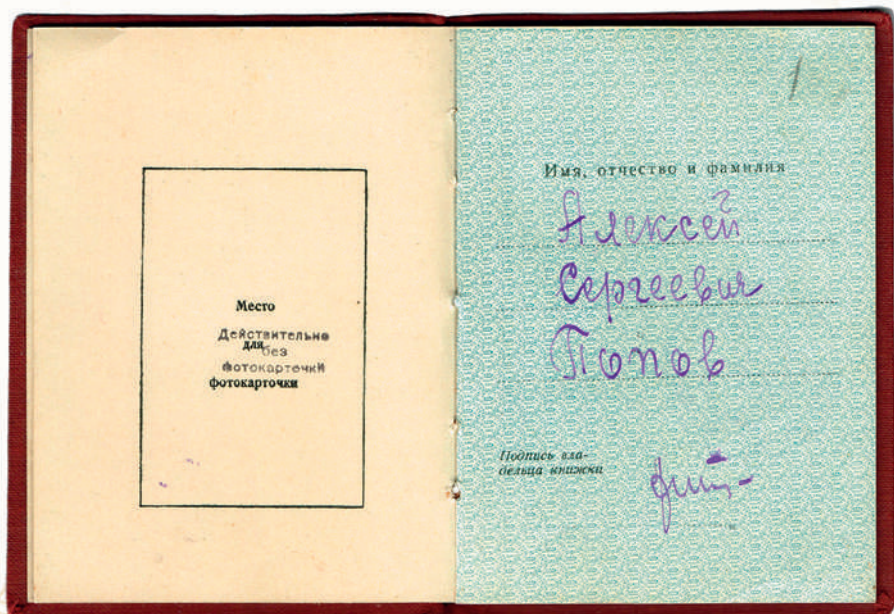 Место
Действительно
для
без
фотокарточки
фотокарточки
1
Имя, отчество и фамилия
Алексей
Сергеевич
Попов
Подпись вла-
дельца книжки